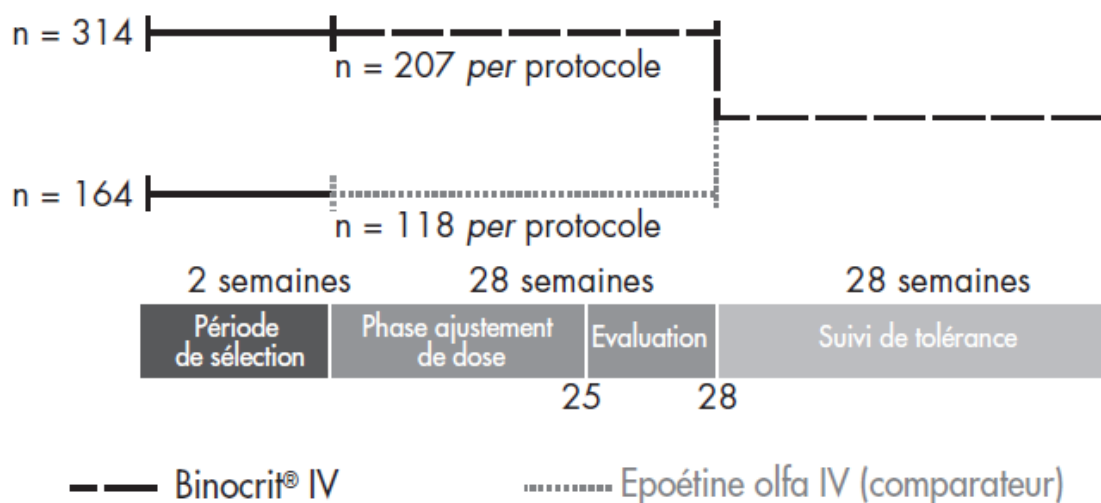 n = 314
n = 207 per protocole
n = 164
n = 118 per protocole
2 semaines 28 semaines 28 semaines
Période de sélection
Phase ajustement de dose
Evaluation
Suivi de tolérance
25 28
Binocrit® IV
Epoétine olfa IV (comparateur)